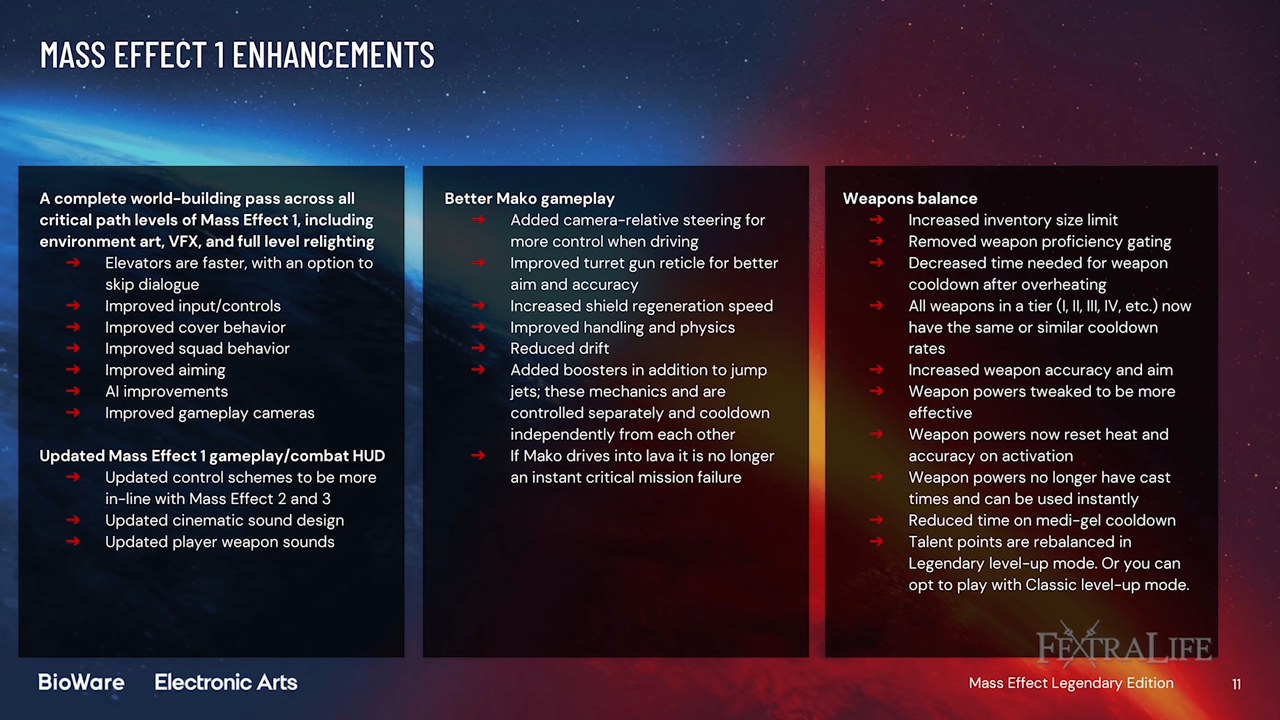 MASS EFFECT 1 ENHANCEMENTS
A complete world-building pass across all
critical path levels of Mass Effect 1, including
environment art, VFX, and full level relighting
➔ Elevators are faster, with an option to
skip dialogue
➔ Improved input/controls
➔ Improved cover behavior
➔ Improved squad behavior
➔ Improved aiming
➔ AI improvements
➔ Improved gameplay cameras
Updated Mass Effect 1 gameplay/combat HUD
➔ Updated control schemes to be more
in-line with Mass Effect 2 and 3
➔ Updated cinematic sound design
➔ Updated player weapon sounds
Better Mako gameplay
➔ Added camera-relative steering for
more control when driving
➔ Improved turret gun reticle for better
aim and accuracy
➔ Increased shield regeneration speed
➔ Improved handling and physics
➔ Reduced drift
➔ Added boosters in addition to jump
jets; these mechanics and are
controlled separately and cooldown
independently from each other
➔ If Mako drives into lava it is no longer
an instant critical mission failure
Weapons balance
➔ Increased inventory size limit
➔ Removed weapon proficiency gating
➔ Decreased time needed for weapon
cooldown after overheating
➔ All weapons in a tier (I, II, III, IV, etc.) now
have the same or similar cooldown
rates
➔ Increased weapon accuracy and aim
➔ Weapon powers tweaked to be more
effective
➔ Weapon powers now reset heat and
accuracy on activation
➔ Weapon powers no longer have cast
times and can be used instantly
➔ Reduced time on medi-gel cooldown
➔ Talent points are rebalanced in
Legendary level-up mode. Or you can
opt to play with Classic level-up mode.
FEXTRALIFE
BioWare Electronic Arts
Mass Effect Legendary Edition 11